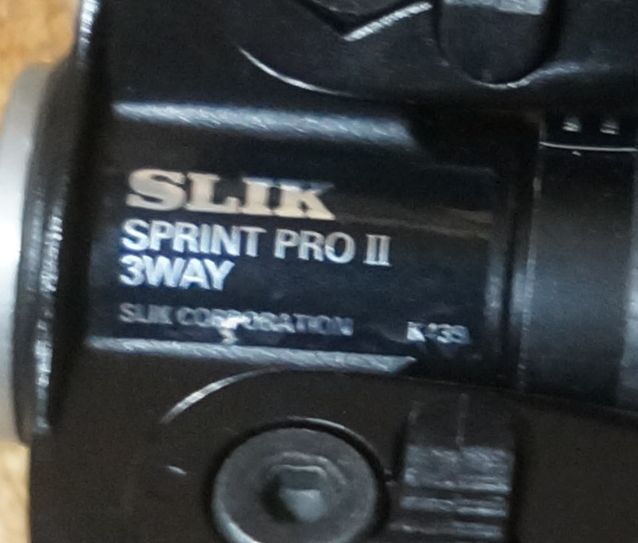 SLIK
SPRINT PRO II
3WAY
SLIK CORPORATION